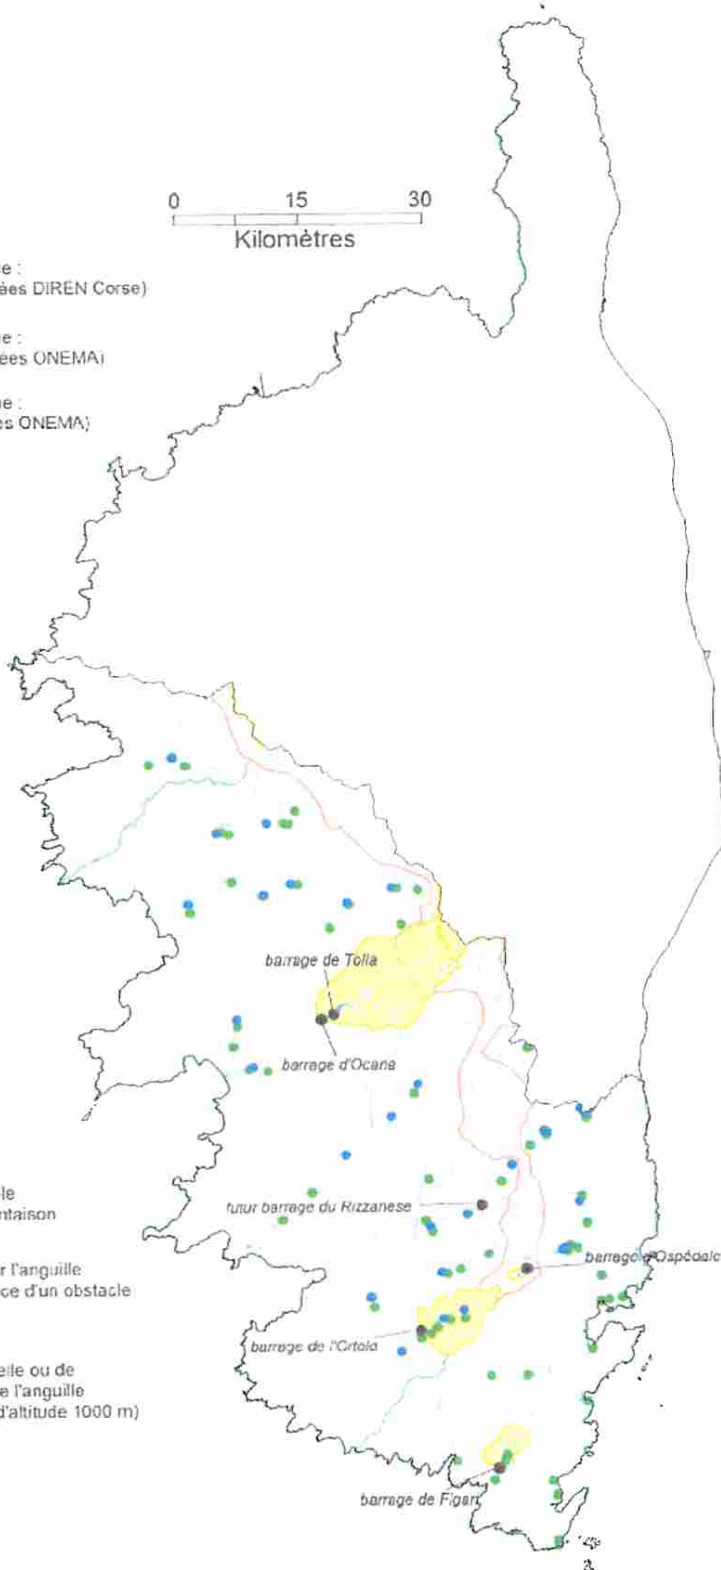 0 15 30
Kilomètres
e :
ées DIREN Corse)
e :
ées ONEMA)
e :
es ONEMA)
barrage de Tolla
barrage d'Ocana
le
ntaison
futur barrage du Rizzanese
r l'anguille
ce d'un obstacle
barrage d'Ospédale
barrage de l'Ortolo
elle ou de
e l'anguille
d'altitude 1000 m)
barrage de Figari